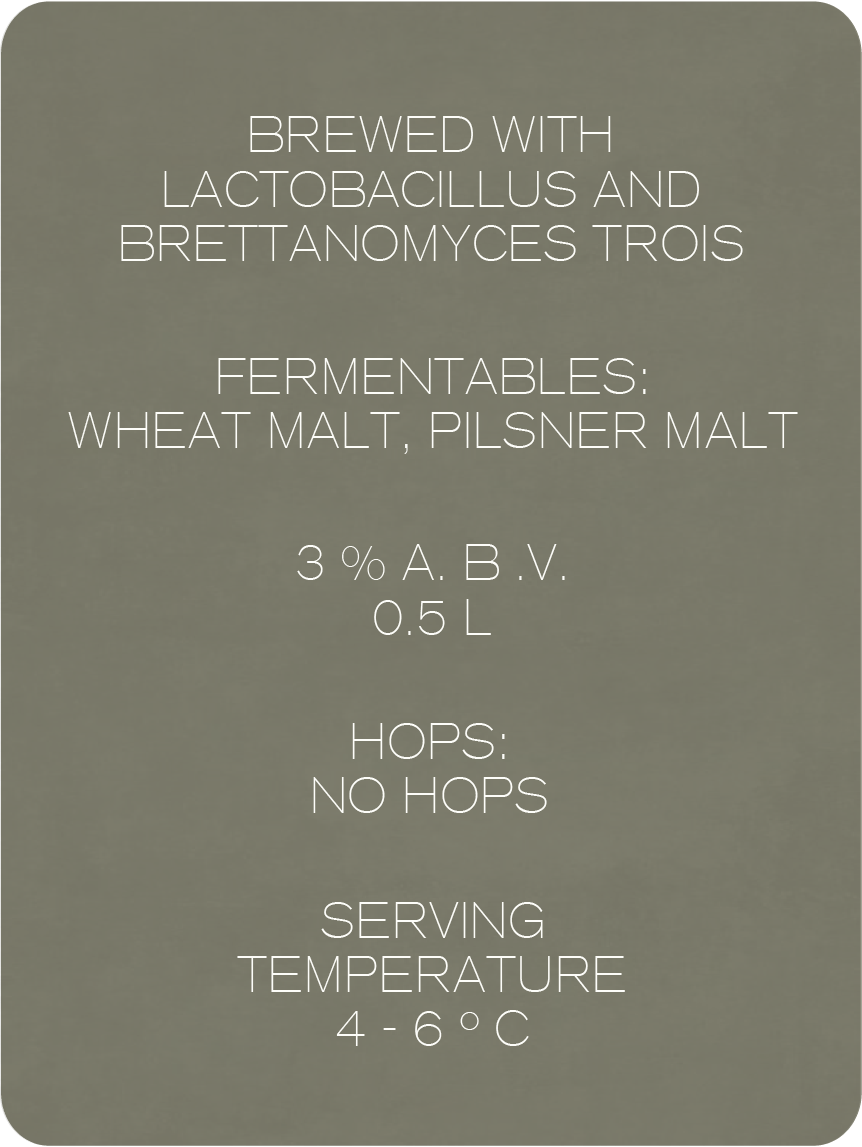 BREWED WITH
LACTOBACILLUS AND
BRETTANOMYCES TROIS
FERMENTABLES:
WHEAT MALT, PILSNER MALT
3 % A. B .V.
0.5 L
HOPS:
NO HOPS
SERVING
TEMPERATURE
4 - 6 ° C